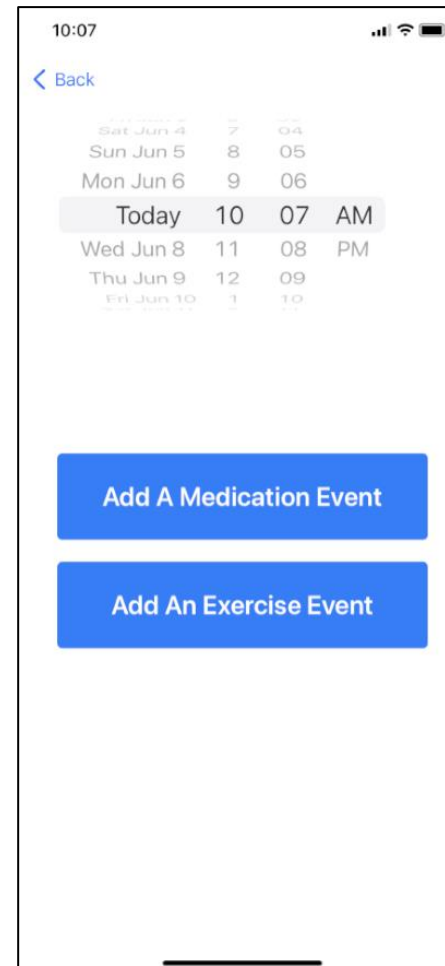 10:07
Back
Sat Jun 4 7 04
Sun Jun 5 8 05
Mon Jun 6 9 06
Today 10 07 AM
Wed Jun 8 11 08 PM
Thu Jun 9 12 09
Fri Jun 10 1 10
Add A Medication Event
Add An Exercise Event